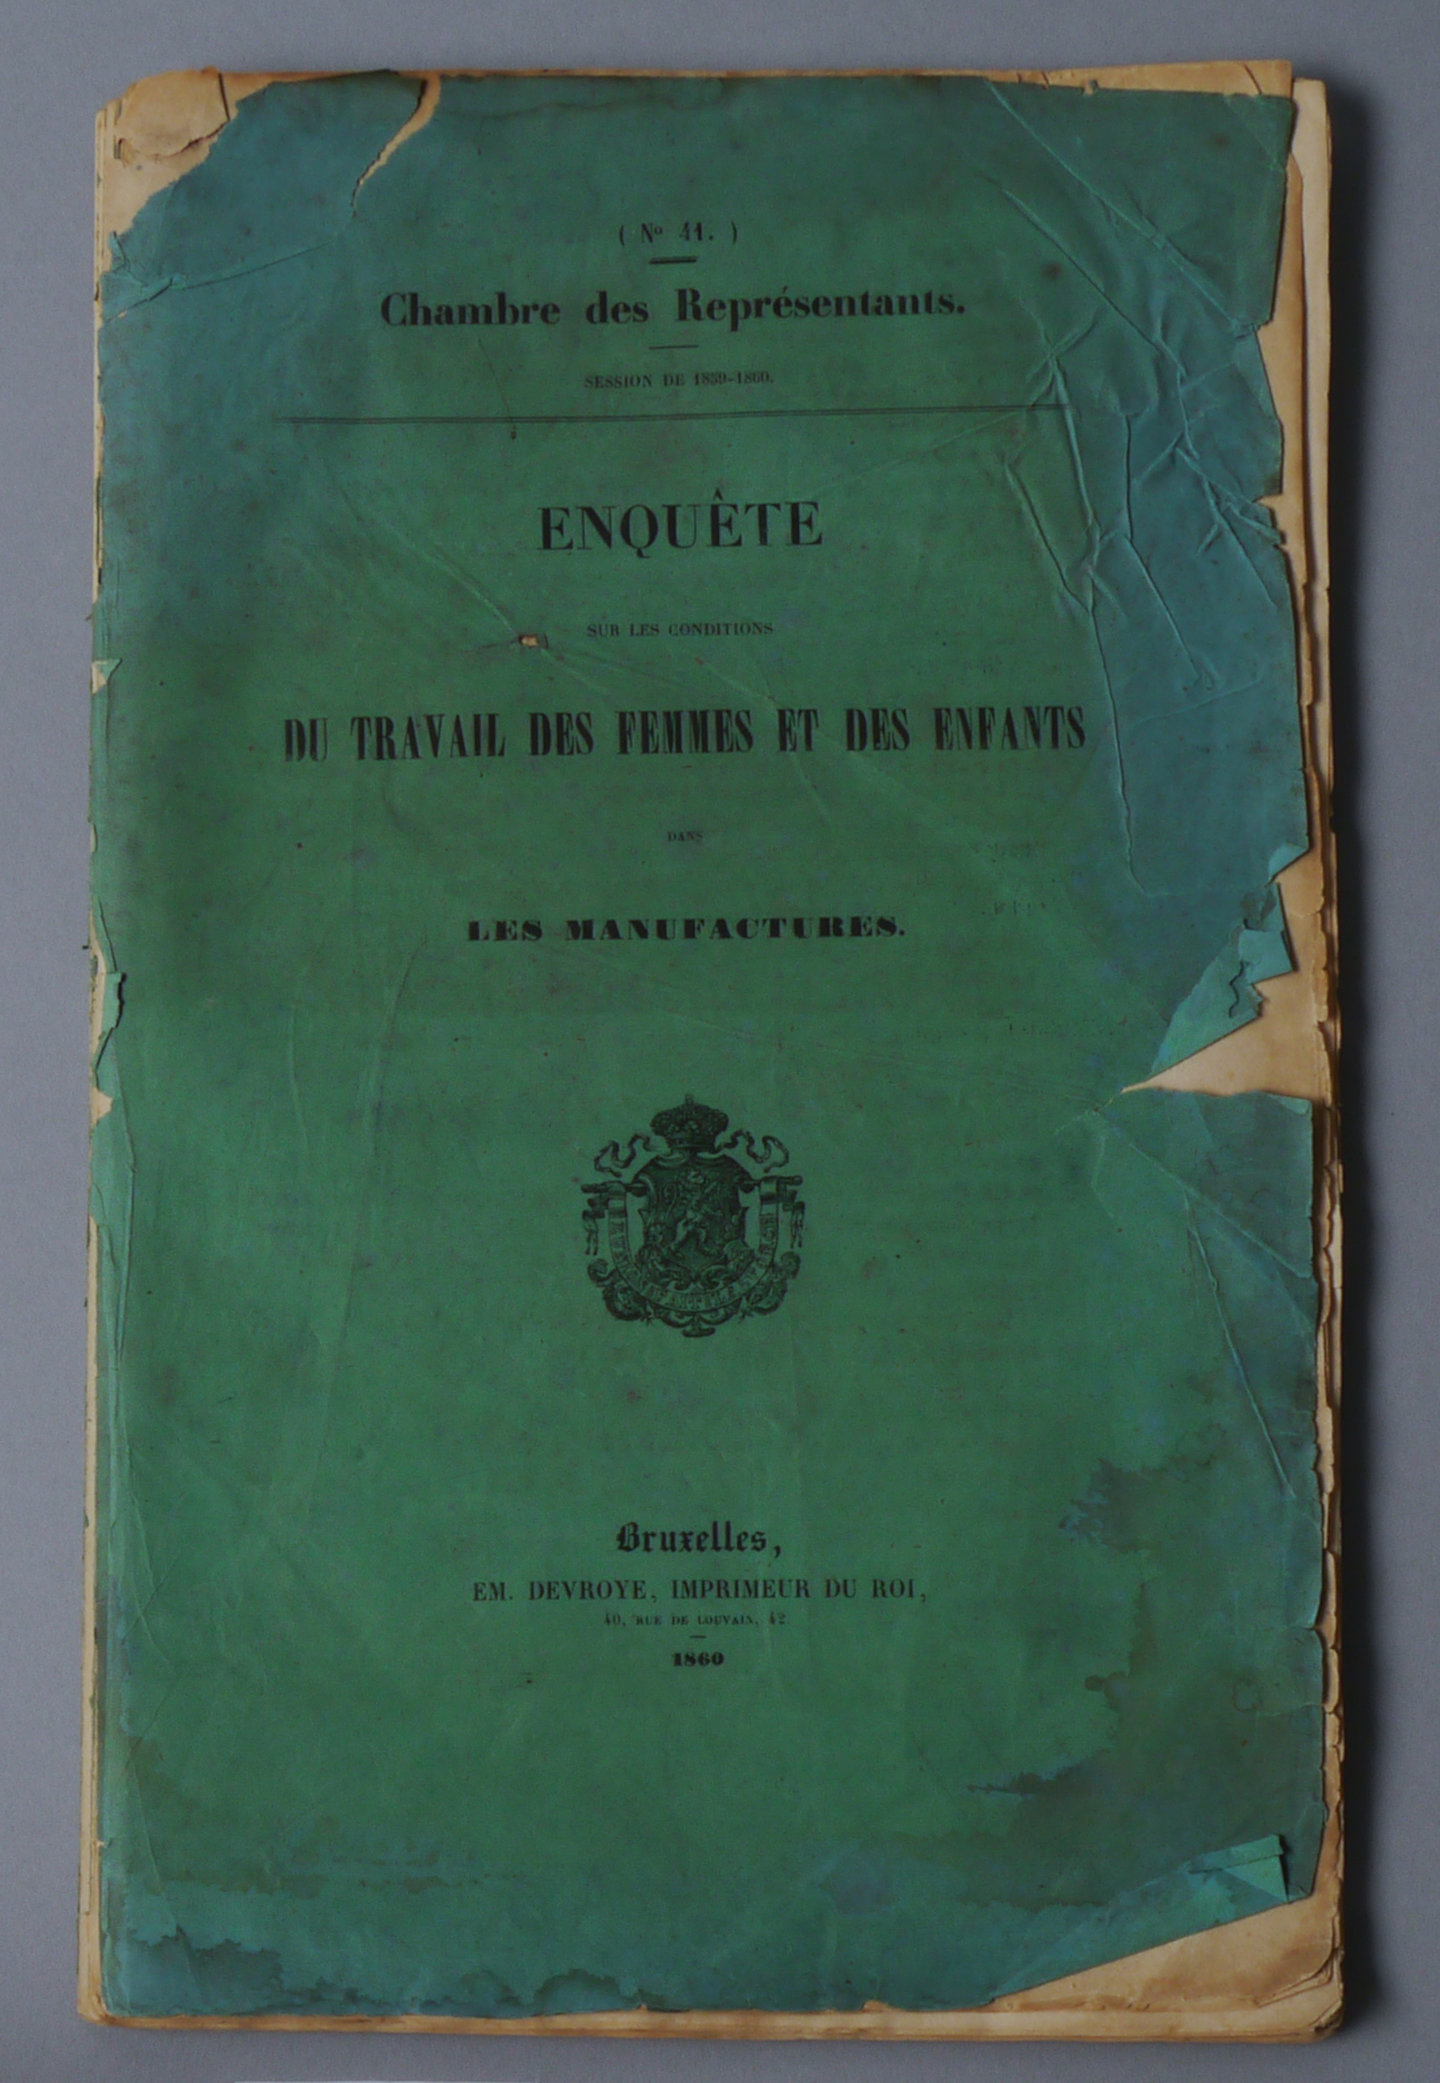 ( Nº 41. )
Chambre des Représentants.
SESSION DE 1859-1860.
ENQUÊTE
SUR LES CONDITIONS
DU TRAVAIL DES FEMMES ET DES ENFANTS
DANS
LES MANUFACTURES.
Bruxelles,
EM. DEVROYE, IMPRIMEUR DU ROI,
40, RUE DE LOUVAIN, 42
1860